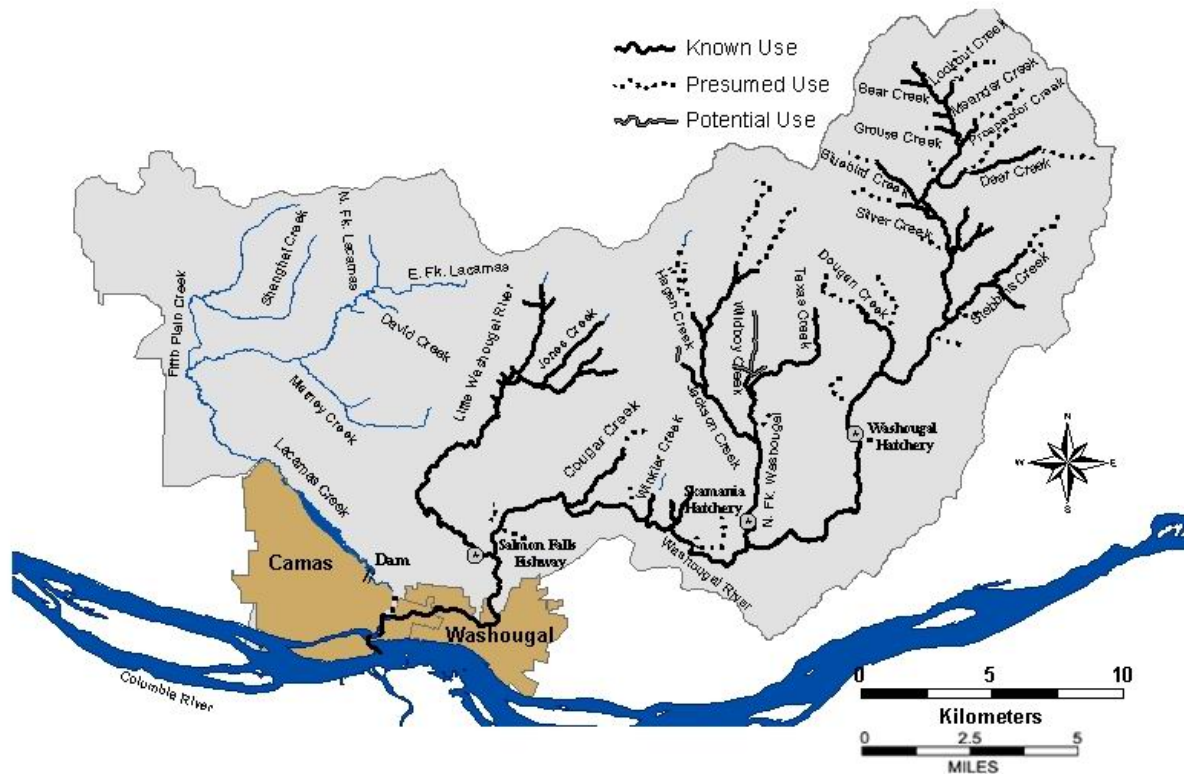 Known Use
Presumed Use
Potential Use
Lookout Creek
Bear Creek
Meander Creek
Grouse Creek
Prospector Creek
Bluebird Creek
Deer Creek
Silver Creek
Stebbins Creek
Dougan Creek
Texas Creek
Wildboy Creek
Hagen Creek
Jackson Creek
N. Fk. Washougal
Washougal
Hatchery
Skamania
Hatchery
Winkler Creek
Cougar Creek
Washougal River
Jones Creek
Little Washougal River
E. Fk. Lacamas
N. Fk. Lacamas
Shanghai Creek
David Creek
Fifth Plain Creek
Matney Creek
Lacamas Creek
Salmon Falls
Fishway
Dam
Camas
Washougal
Columbia River
N
W
E
S
0 5 10
Kilometers
0 2.5 5
MILES